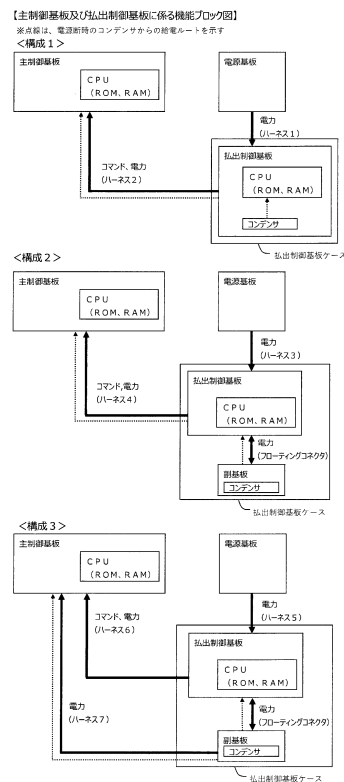 【主制御基板及び払出制御基板に係る機能ブロック図】
※点線は、電源断時のコンデンサからの給電ルートを示す
＜構成１＞
主制御基板
ＣＰＵ
（ROM、RAM）
電源基板
電力
（ハーネス１）
払出制御基板
ＣＰＵ
（ROM、RAM）
コンデンサ
コマンド、電力
（ハーネス２）
払出制御基板ケース
＜構成２＞
主制御基板
ＣＰＵ
（ROM、RAM）
電源基板
電力
（ハーネス３）
払出制御基板
ＣＰＵ
（ROM、RAM）
コマンド,電力
（ハーネス４）
電力
（フローティングコネクタ）
副基板
コンデンサ
払出制御基板ケース
＜構成３＞
主制御基板
ＣＰＵ
（ROM、RAM）
電源基板
コマンド、電力
（ハーネス６）
電力
（ハーネス５）
払出制御基板
ＣＰＵ
（ROM、RAM）
電力
（ハーネス７）
電力
（フローティングコネクタ）
副基板
コンデンサ
払出制御基板ケース